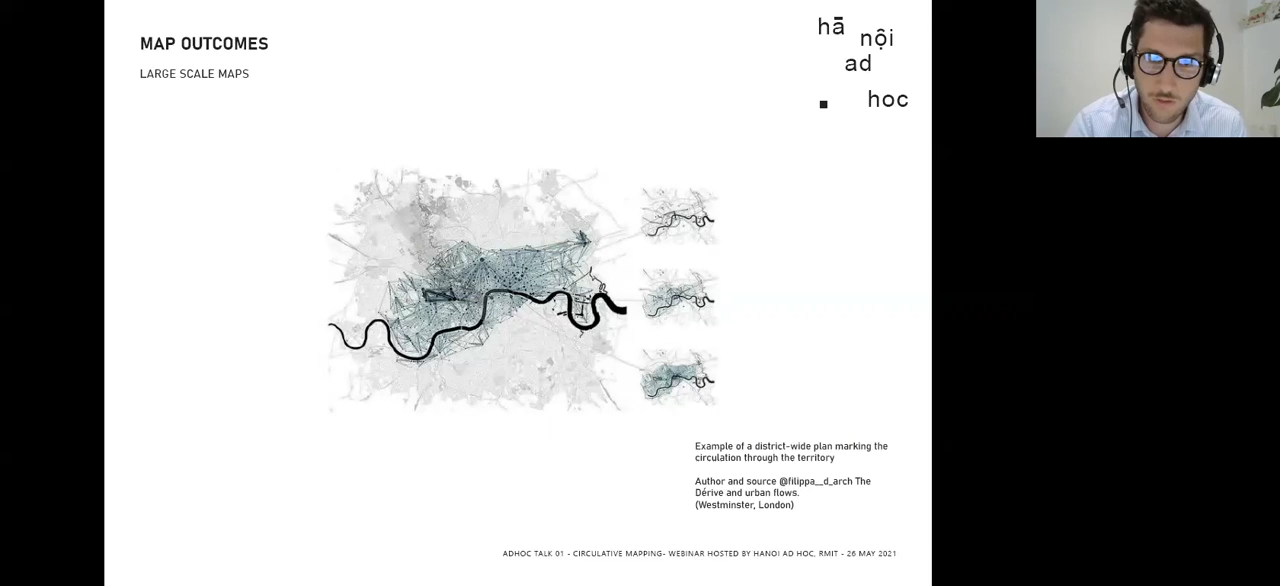 MAP OUTCOMES
LARGE SCALE MAPS
hā
nội
ad
hoc
Example of a district-wide plan marking the
circulation through the territory
Author and source @filippa__d_arch The
Dérive and urban flows.
(Westminster, London)
ADHOC TALK 01 - CIRCULATIVE MAPPING- WEBINAR HOSTED BY HANOI AD HOC, RMIT - 26 MAY 2021